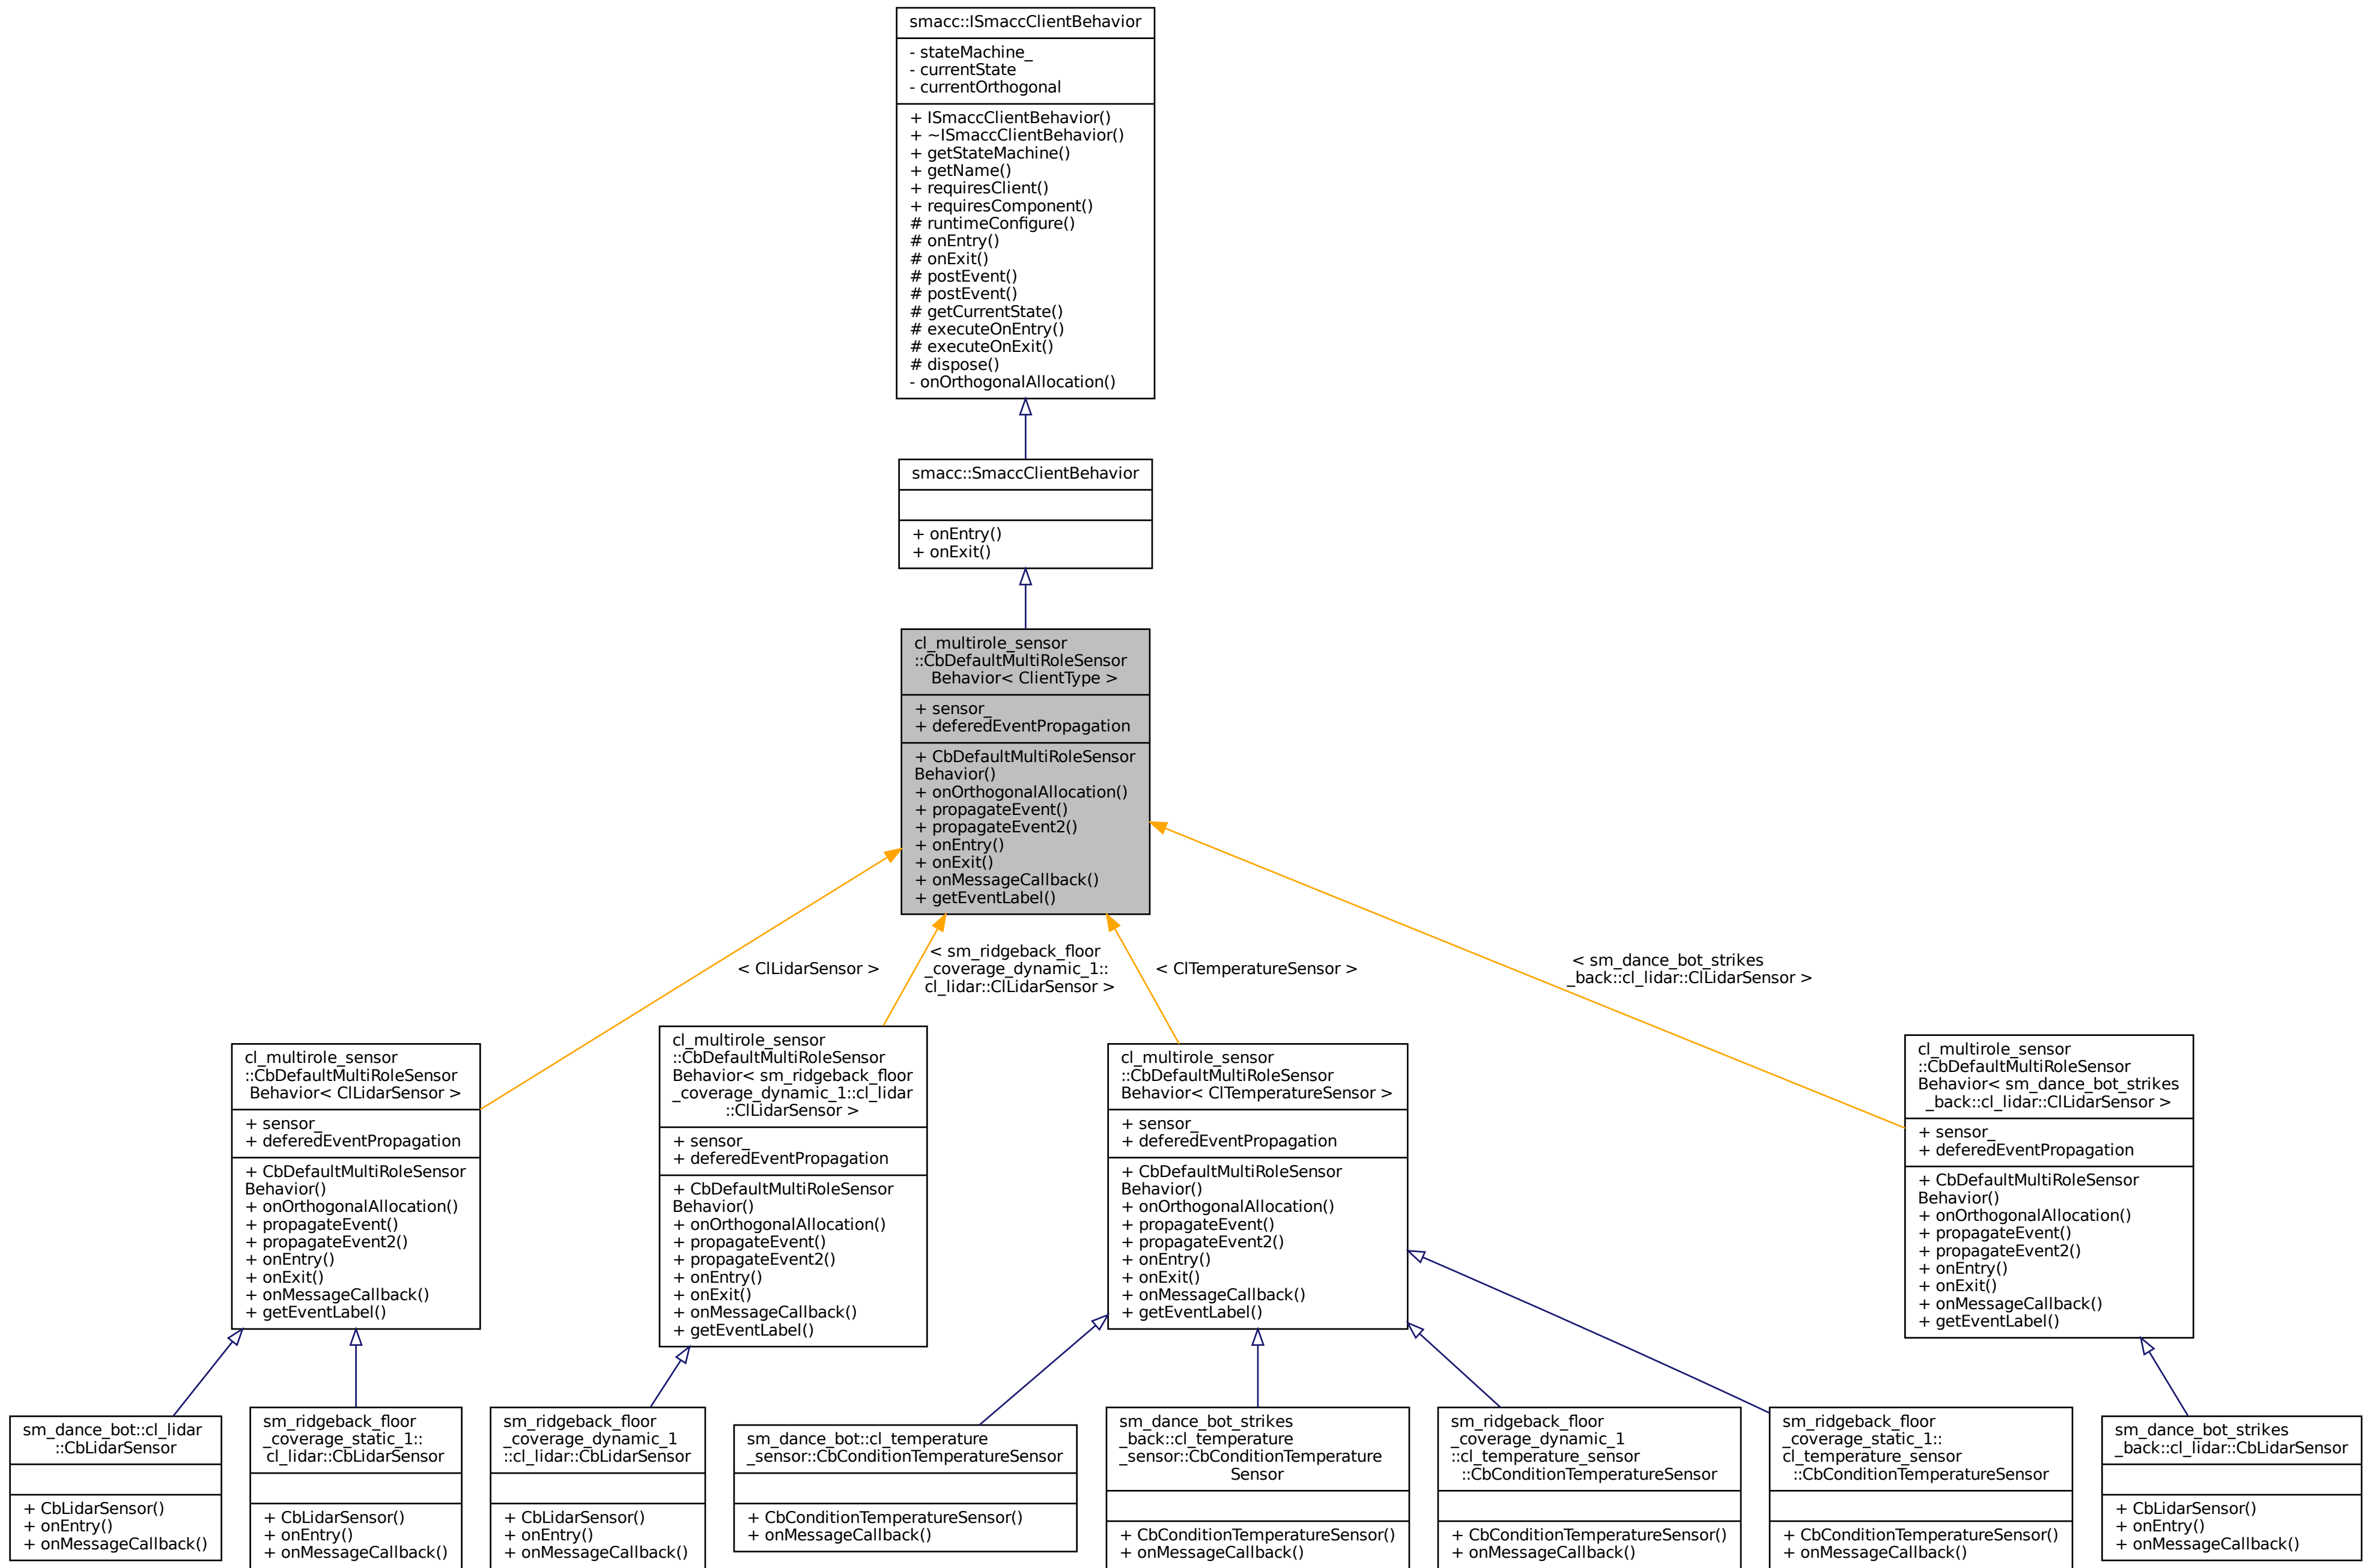 smacc::ISmaccClientBehavior
- stateMachine_
- currentState
- currentOrthogonal
+ ISmaccClientBehavior()
+ ~ISmaccClientBehavior()
+ getStateMachine()
+ getName()
+ requiresClient()
+ requiresComponent()
# runtimeConfigure()
# onEntry()
# onExit()
# postEvent()
# postEvent()
# getCurrentState()
# executeOnEntry()
# executeOnExit()
# dispose()
- onOrthogonalAllocation()
smacc::SmaccClientBehavior
+ onEntry()
+ onExit()
cl_multirole_sensor
::CbDefaultMultiRoleSensor
Behavior< ClientType >
+ sensor_
+ deferedEventPropagation
+ CbDefaultMultiRoleSensor
Behavior()
+ onOrthogonalAllocation()
+ propagateEvent()
+ propagateEvent2()
+ onEntry()
+ onExit()
+ onMessageCallback()
+ getEventLabel()
< ClLidarSensor >
< sm_ridgeback_floor
_coverage_dynamic_1::
cl_lidar::ClLidarSensor >
< ClTemperatureSensor >
< sm_dance_bot_strikes
_back::cl_lidar::ClLidarSensor >
cl_multirole_sensor
::CbDefaultMultiRoleSensor
Behavior< ClLidarSensor >
+ sensor_
+ deferedEventPropagation
+ CbDefaultMultiRoleSensor
Behavior()
+ onOrthogonalAllocation()
+ propagateEvent()
+ propagateEvent2()
+ onEntry()
+ onExit()
+ onMessageCallback()
+ getEventLabel()
cl_multirole_sensor
::CbDefaultMultiRoleSensor
Behavior< sm_ridgeback_floor
_coverage_dynamic_1::cl_lidar
::ClLidarSensor >
+ sensor_
+ deferedEventPropagation
+ CbDefaultMultiRoleSensor
Behavior()
+ onOrthogonalAllocation()
+ propagateEvent()
+ propagateEvent2()
+ onEntry()
+ onExit()
+ onMessageCallback()
+ getEventLabel()
cl_multirole_sensor
::CbDefaultMultiRoleSensor
Behavior< ClTemperatureSensor >
+ sensor_
+ deferedEventPropagation
+ CbDefaultMultiRoleSensor
Behavior()
+ onOrthogonalAllocation()
+ propagateEvent()
+ propagateEvent2()
+ onEntry()
+ onExit()
+ onMessageCallback()
+ getEventLabel()
cl_multirole_sensor
::CbDefaultMultiRoleSensor
Behavior< sm_dance_bot_strikes
_back::cl_lidar::ClLidarSensor >
+ sensor_
+ deferedEventPropagation
+ CbDefaultMultiRoleSensor
Behavior()
+ onOrthogonalAllocation()
+ propagateEvent()
+ propagateEvent2()
+ onEntry()
+ onExit()
+ onMessageCallback()
+ getEventLabel()
sm_dance_bot::cl_lidar
::CbLidarSensor
+ CbLidarSensor()
+ onEntry()
+ onMessageCallback()
sm_ridgeback_floor
_coverage_static_1::
cl_lidar::CbLidarSensor
+ CbLidarSensor()
+ onEntry()
+ onMessageCallback()
sm_ridgeback_floor
_coverage_dynamic_1
::cl_lidar::CbLidarSensor
+ CbLidarSensor()
+ onEntry()
+ onMessageCallback()
sm_dance_bot::cl_temperature
_sensor::CbConditionTemperatureSensor
+ CbConditionTemperatureSensor()
+ onMessageCallback()
sm_dance_bot_strikes
_back::cl_temperature
_sensor::CbConditionTemperature
Sensor
+ CbConditionTemperatureSensor()
+ onMessageCallback()
sm_ridgeback_floor
_coverage_dynamic_1
::cl_temperature_sensor
::CbConditionTemperatureSensor
+ CbConditionTemperatureSensor()
+ onMessageCallback()
sm_ridgeback_floor
_coverage_static_1::
cl_temperature_sensor
::CbConditionTemperatureSensor
+ CbConditionTemperatureSensor()
+ onMessageCallback()
sm_dance_bot_strikes
_back::cl_lidar::CbLidarSensor
+ CbLidarSensor()
+ onEntry()
+ onMessageCallback()